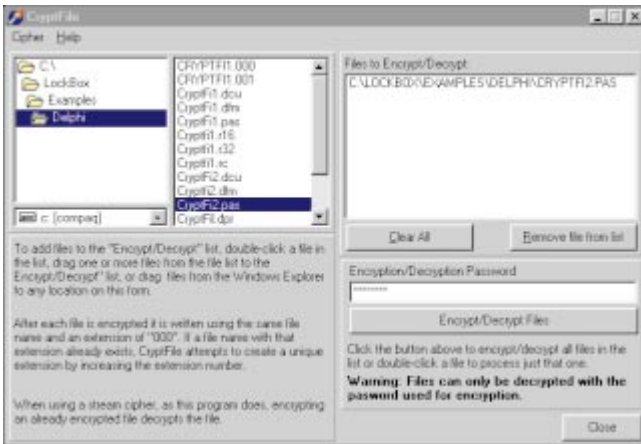 CryptFile
Cipher Help
C:\
LockBox
Examples
Delphi
c: [compaq]
CRYPTFI1.000
CRYPTFI1.001
CryptFi1.dcu
CryptFi1.dfm
CryptFi1.pas
Cryptfi1.r16
Cryptfi1.r32
Cryptfi1.rc
CryptFi2.dcu
CryptFi2.dfm
CryptFi2.pas
CryptFil.dpr
To add files to the "Encrypt/Decrypt" list, double-click a file in
the list, drag one or more files from the file list to the
Encrypt/Decrypt" list, or drag files from the Windows Explorer
to any location on this form.
After each file is encrypted it is written using the same file
name and an extension of "000". If a file name with that
extension already exists, CryptFile attempts to create a unique
extension by increasing the extension number.
When using a stream cipher, as this program does, encrypting
an already encrypted file decrypts the file.
Files to Encrypt/Decrypt
C:\LOCKBOX\EXAMPLES\DELPHI\CRYPTFI2.PAS
Clear All
Remove file from list
Encryption/Decryption Password
********
Encrypt/Decrypt Files
Click the button above to encrypt/decrypt all files in the
list or double-click a file to process just that one.
Warning: Files can only be decrypted with the
pasword used for encryption.
Close